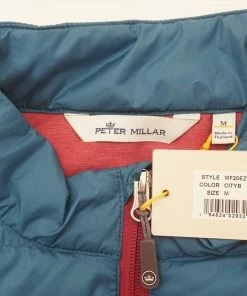 PETER MILLAR
M
Made in
Thailand
STYLE MF20EZ
COLOR CITYB
SIZE M